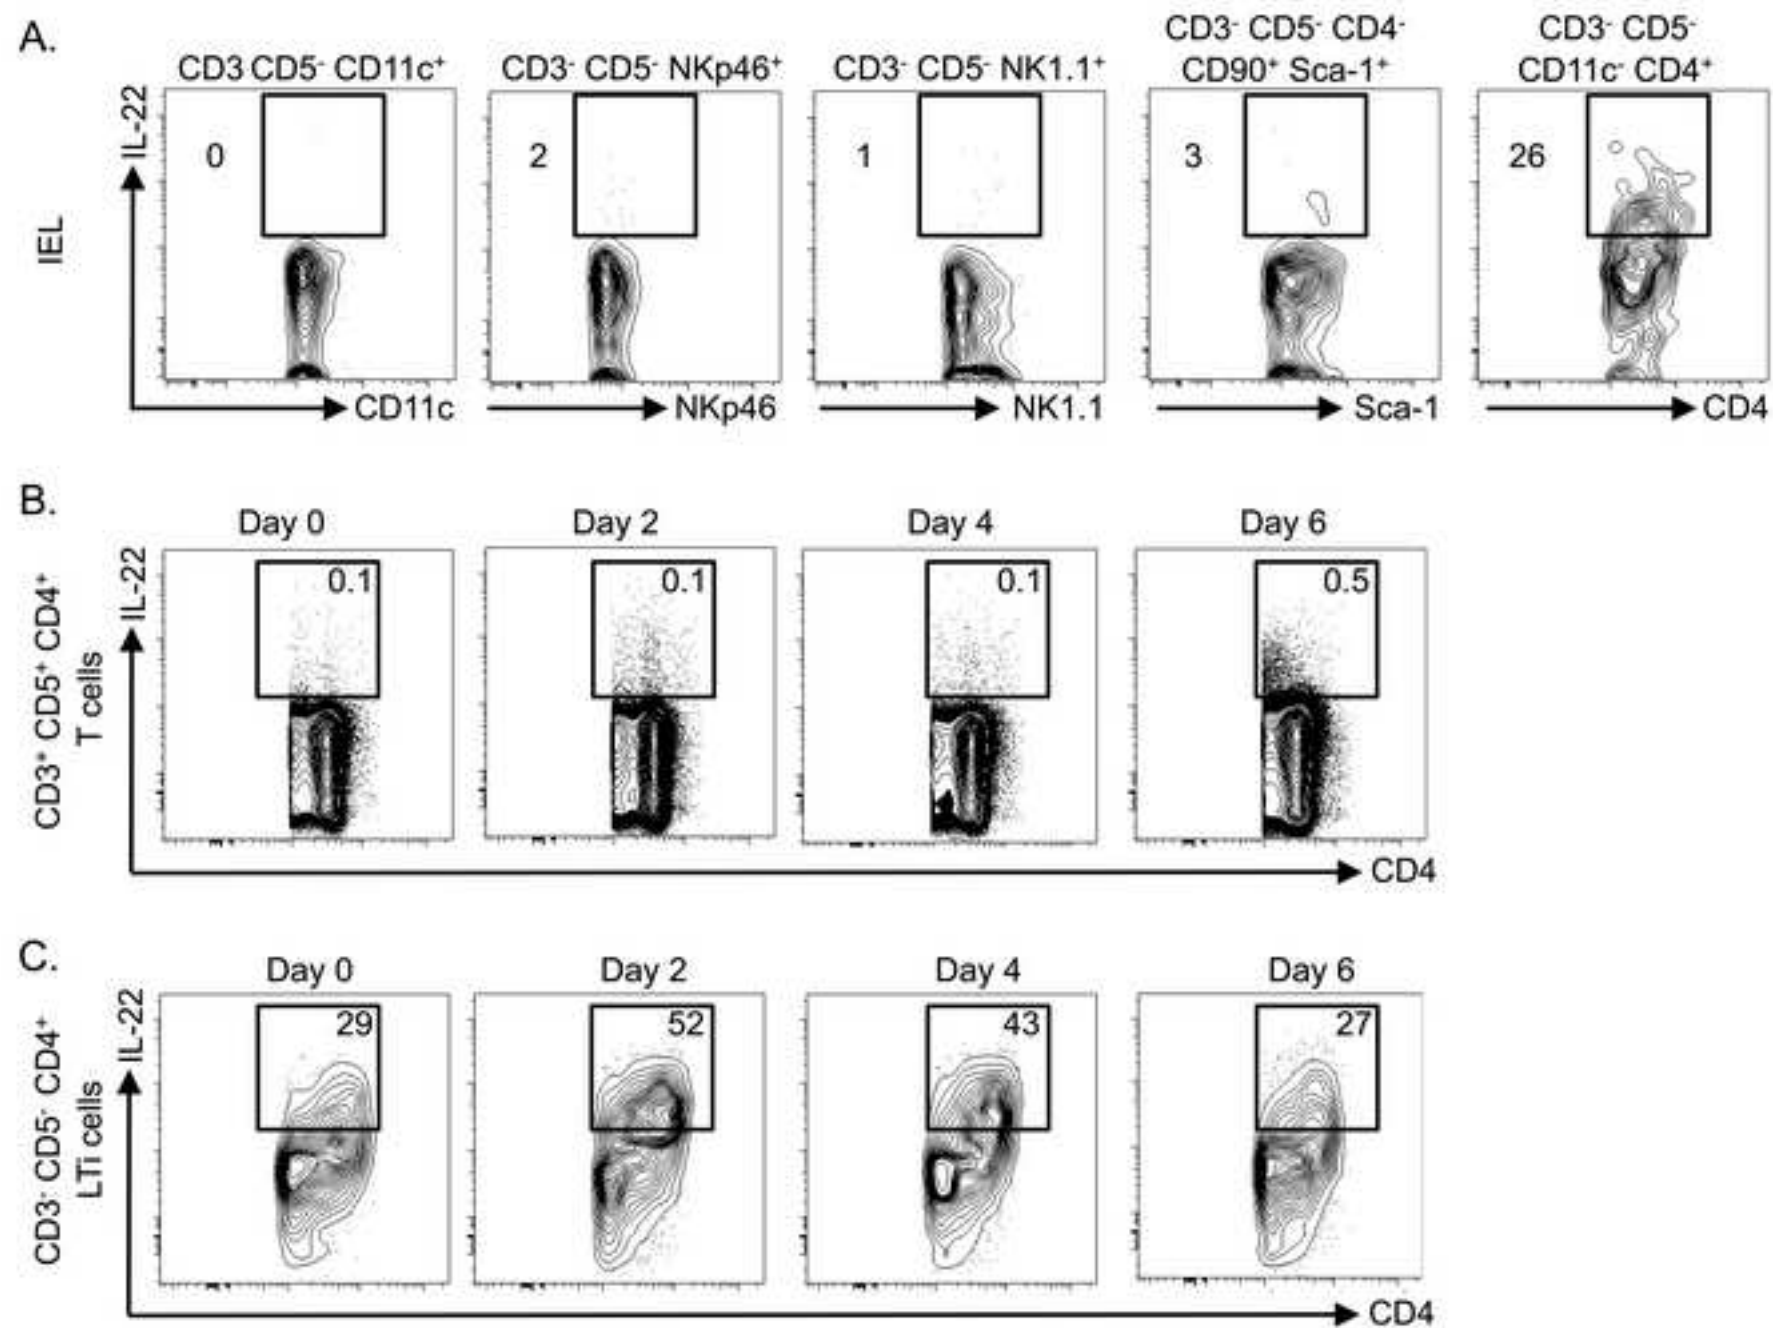 A.
CD3 CD5⁻ CD11c⁺
CD3⁻ CD5⁻ NKp46⁺
CD3⁻ CD5⁻ NK1.1⁺
CD3⁻ CD5⁻ CD4⁻
CD90⁺ Sca-1⁺
CD3⁻ CD5⁻
CD11c⁻ CD4⁺
IEL
IL-22
0
2
1
3
26
CD11c
NKp46
NK1.1
Sca-1
CD4
B.
Day 0
Day 2
Day 4
Day 6
CD3⁺ CD5⁺ CD4⁺
T cells
IL-22
0.1
0.1
0.1
0.5
CD4
C.
Day 0
Day 2
Day 4
Day 6
CD3⁻ CD5⁻ CD4⁺
LTi cells
IL-22
29
52
43
27
CD4